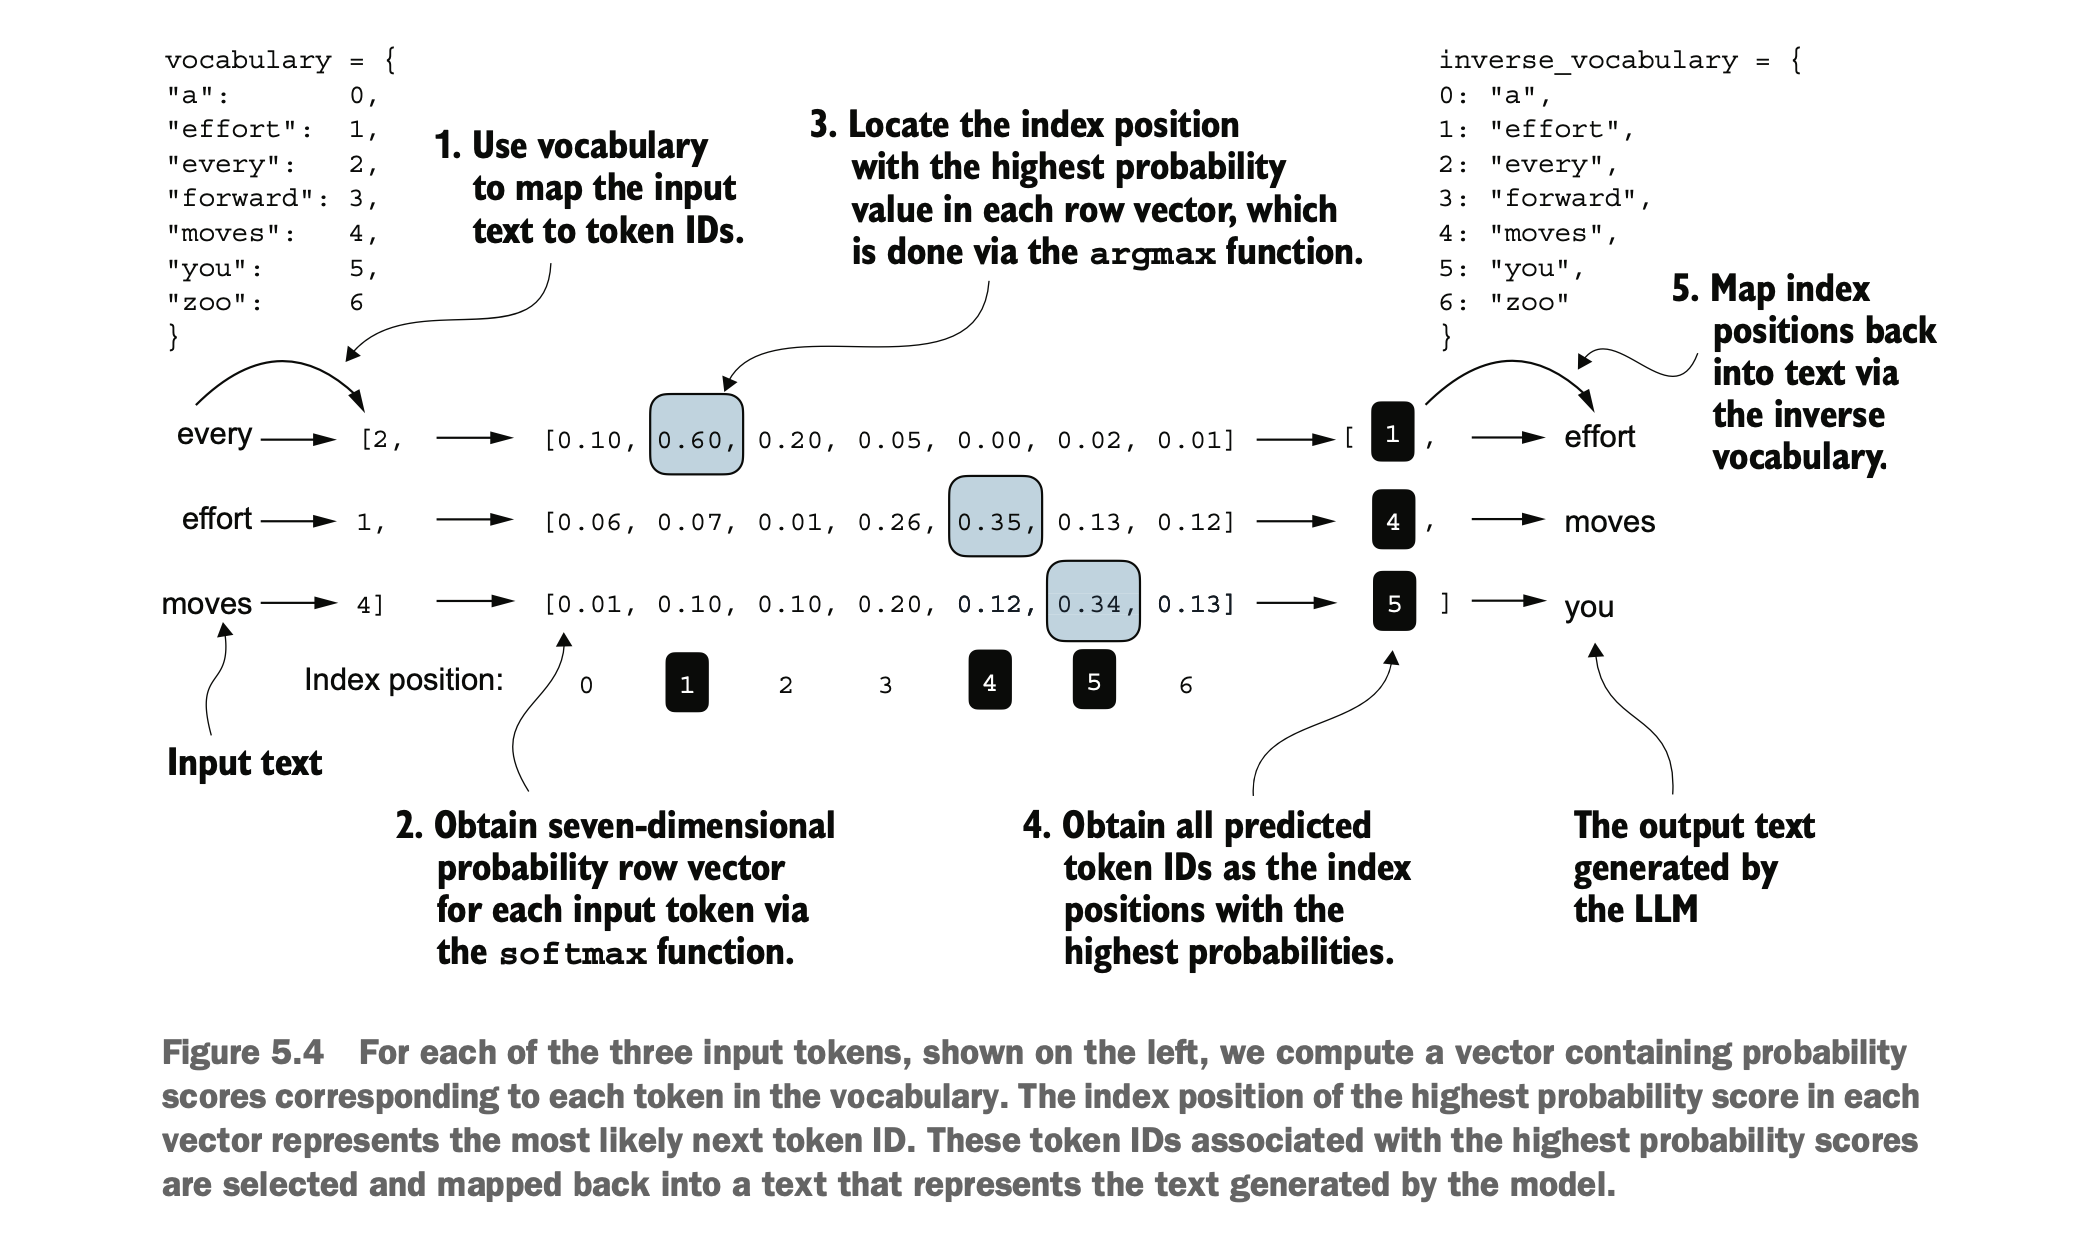 vocabulary = {
"a": 0,
"effort": 1,
"every": 2,
"forward": 3,
"moves": 4,
"you": 5,
"zoo": 6
}
1. Use vocabulary
to map the input
text to token IDs.
3. Locate the index position
with the highest probability
value in each row vector, which
is done via the argmax function.
inverse_vocabulary = {
0: "a",
1: "effort",
2: "every",
3: "forward",
4: "moves",
5: "you",
6: "zoo"
}
5. Map index
positions back
into text via
the inverse
vocabulary.
every [2, [0.10, 0.60, 0.20, 0.05, 0.00, 0.02, 0.01] [ 1 , effort
effort 1, [0.06, 0.07, 0.01, 0.26, 0.35, 0.13, 0.12] 4 , moves
moves 4] [0.01, 0.10, 0.10, 0.20, 0.12, 0.34, 0.13] 5 ] you
Index position: 0 1 2 3 4 5 6
Input text
2. Obtain seven-dimensional
probability row vector
for each input token via
the softmax function.
4. Obtain all predicted
token IDs as the index
positions with the
highest probabilities.
The output text
generated by
the LLM
Figure 5.4 For each of the three input tokens, shown on the left, we compute a vector containing probability
scores corresponding to each token in the vocabulary. The index position of the highest probability score in each
vector represents the most likely next token ID. These token IDs associated with the highest probability scores
are selected and mapped back into a text that represents the text generated by the model.